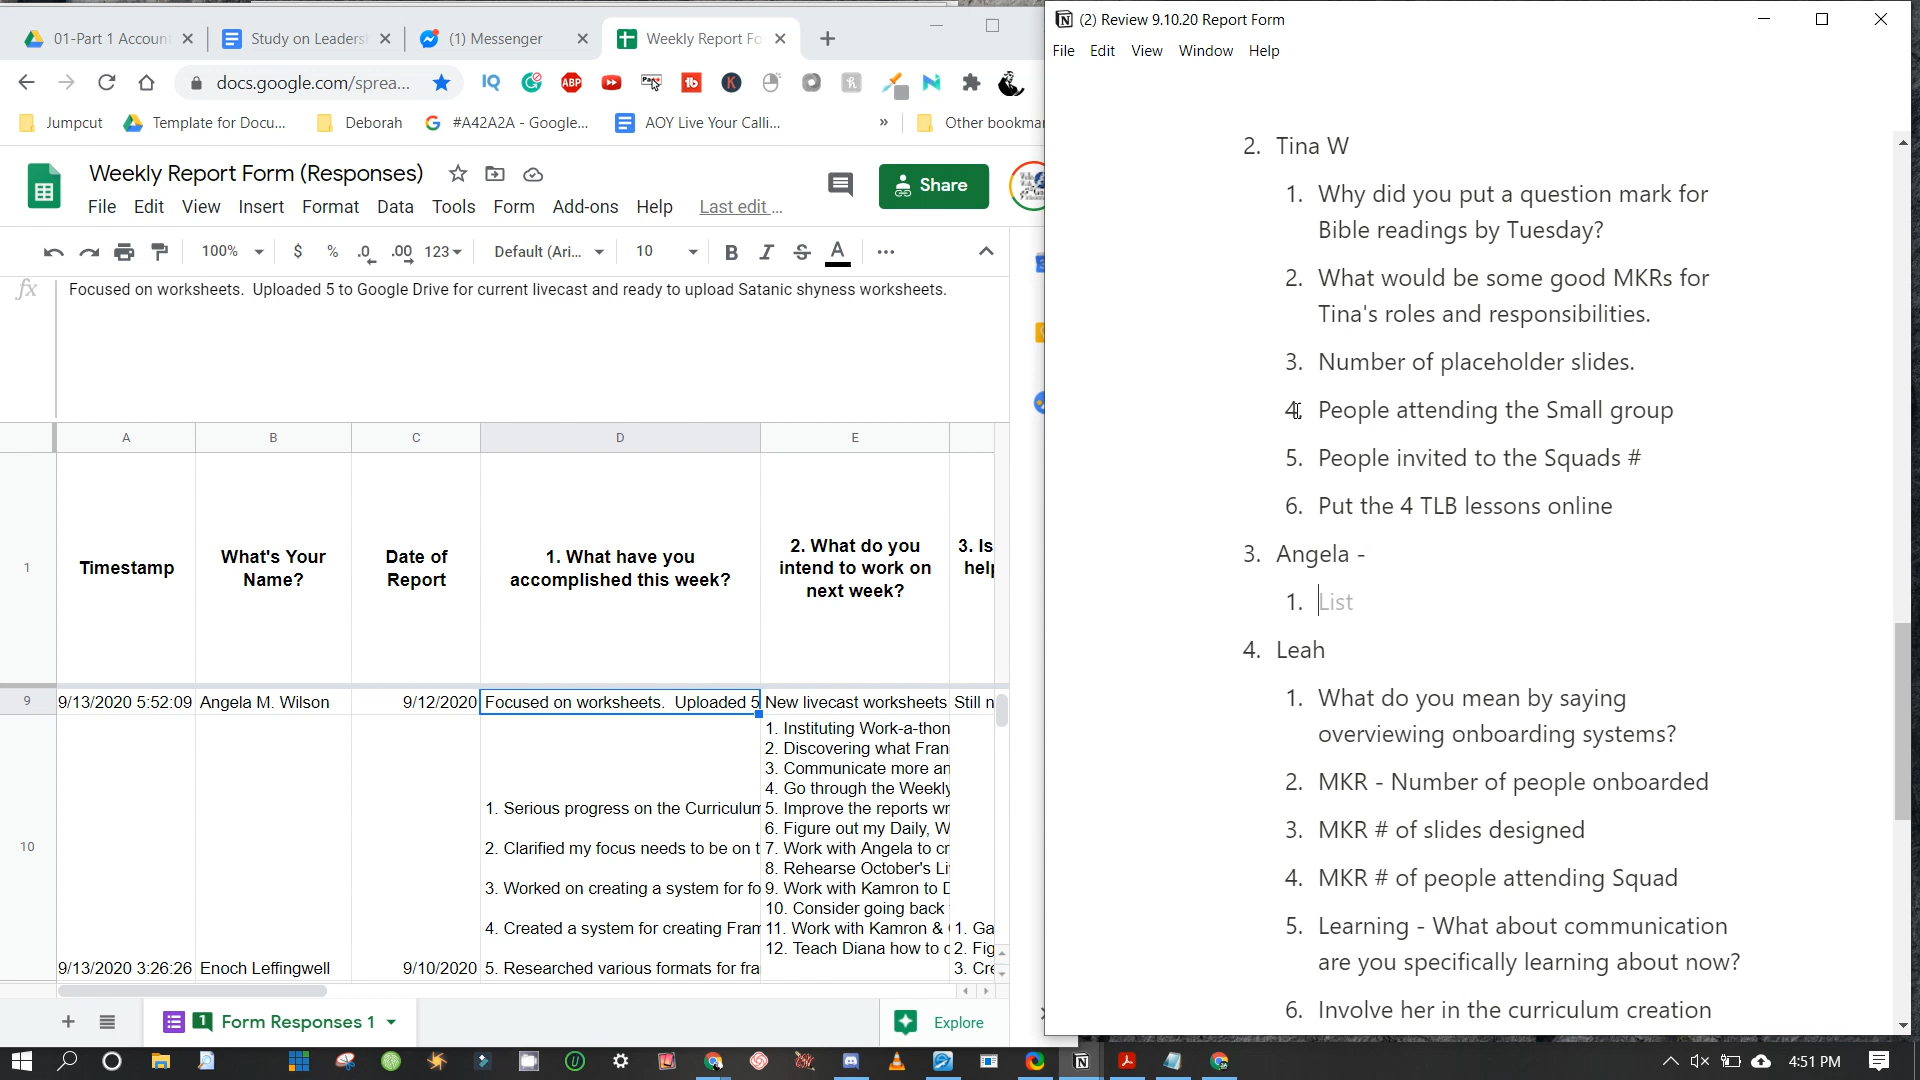 01-Part 1 Accoun
Study on Leaders
(1) Messenger
Weekly Report Fo
docs.google.com/sprea...
Jumpcut
Template for Docu...
Deborah
#A42A2A - Google...
AOY Live Your Calli...
»
Other bookmar
Weekly Report Form (Responses)
Share
File Edit View Insert Format Data Tools Form Add-ons Help Last edit ...
100% $ % .0 .00 123 Default (Ari... 10 B I S A
fx
Focused on worksheets. Uploaded 5 to Google Drive for current livecast and ready to upload Satanic shyness worksheets.
A B C D E
1
Timestamp
What's Your
Name?
Date of
Report
1. What have you
accomplished this week?
2. What do you
intend to work on
next week?
3. Is
help
9
9/13/2020 5:52:09 Angela M. Wilson 9/12/2020 Focused on worksheets. Uploaded 5 New livecast worksheets Still n
10
9/13/2020 3:26:26 Enoch Leffingwell 9/10/2020
1. Serious progress on the Curriculum
2. Clarified my focus needs to be on t
3. Worked on creating a system for fo
4. Created a system for creating Fram
5. Researched various formats for fra
1. Instituting Work-a-thon
2. Discovering what Fran
3. Communicate more an
4. Go through the Weekly
5. Improve the reports wr
6. Figure out my Daily, W
7. Work with Angela to cr
8. Rehearse October's Li
9. Work with Kamron to D
10. Consider going back
11. Work with Kamron &
12. Teach Diana how to c
1. Ga
2. Fig
3. Cre
Form Responses 1
Explore
(2) Review 9.10.20 Report Form
File Edit View Window Help
2. Tina W
1. Why did you put a question mark for
Bible readings by Tuesday?
2. What would be some good MKRs for
Tina's roles and responsibilities.
3. Number of placeholder slides.
4. People attending the Small group
5. People invited to the Squads #
6. Put the 4 TLB lessons online
3. Angela -
1. List
4. Leah
1. What do you mean by saying
overviewing onboarding systems?
2. MKR - Number of people onboarded
3. MKR # of slides designed
4. MKR # of people attending Squad
5. Learning - What about communication
are you specifically learning about now?
6. Involve her in the curriculum creation
4:51 PM